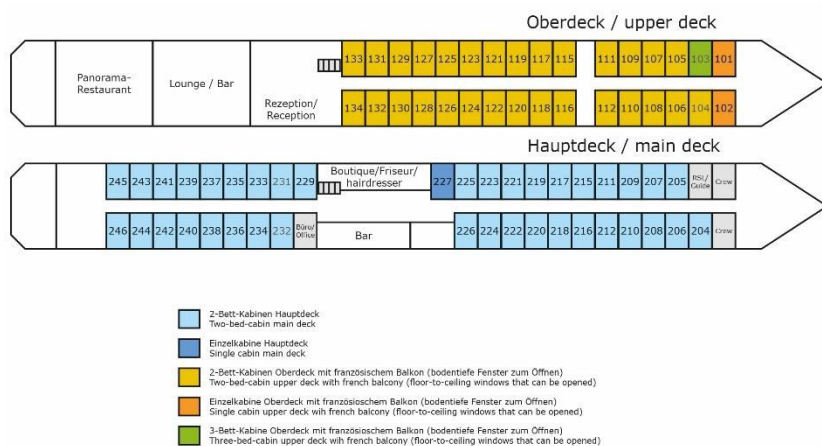 Oberdeck / upper deck
133 131 129 127 125 123 121 119 117 115 111 109 107 105 103 101
Panorama-
Restaurant
Lounge / Bar
Rezeption/
Reception
134 132 130 128 126 124 122 120 118 116 112 110 108 106 104 102
Hauptdeck / main deck
245 243 241 239 237 235 233 231 229
Boutique/Friseur/
hairdresser
227 225 223 221 219 217 215 211 209 207 205
RSL/
Guide
Crew
246 244 242 240 238 236 234 232
Büro/
Office
Bar
226 224 222 220 218 216 212 210 208 206 204
Crew
2-Bett-Kabinen Hauptdeck
Two-bed-cabin main deck
Einzelkabine Hauptdeck
Single cabin main deck
2-Bett-Kabinen Oberdeck mit französischem Balkon (bodentiefe Fenster zum Öffnen)
Two-bed-cabin upper deck with french balcony (floor-to-ceiling windows that can be opened)
Einzelkabine Oberdeck mit französischem Balkon (bodentiefe Fenster zum Öffnen)
Single cabin upper deck wih french balcony (floor-to-ceiling windows that can be opened)
3-Bett-Kabine Oberdeck mit französischem Balkon (bodentiefe Fenster zum Öffnen)
Three-bed-cabin upper deck wih french balcony (floor-to-ceiling windows that can be opened)